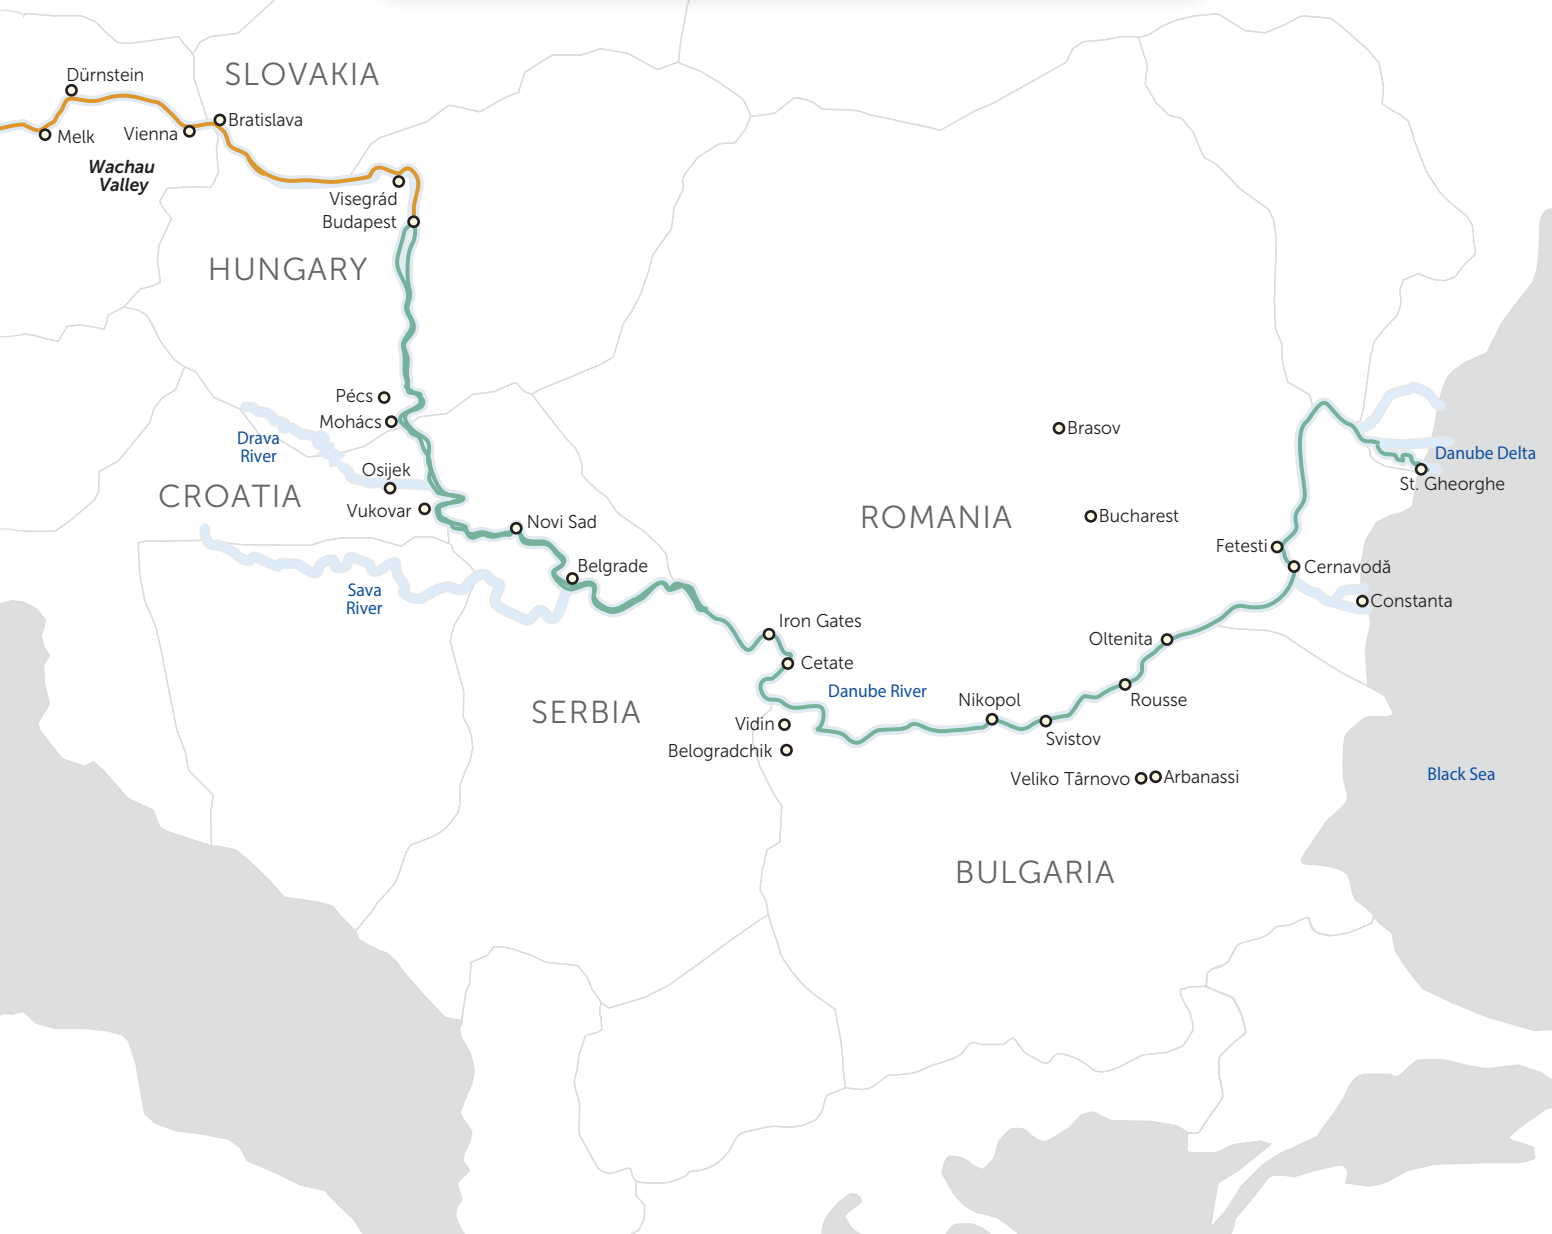 Dürnstein
SLOVAKIA
Bratislava
Melk
Vienna
Wachau
Valley
Visegrád
Budapest
HUNGARY
Pécs
Mohács
Drava
River
Osijek
CROATIA
Vukovar
Novi Sad
Belgrade
Sava
River
Brasov
ROMANIA
Bucharest
Danube Delta
St. Gheorghe
Fetesti
Cernavodă
Constanta
Iron Gates
Cetate
Oltenita
Danube River
SERBIA
Nikopol
Rousse
Vidin
Svistov
Belogradchik
Veliko Târnovo
Arbanassi
Black Sea
BULGARIA